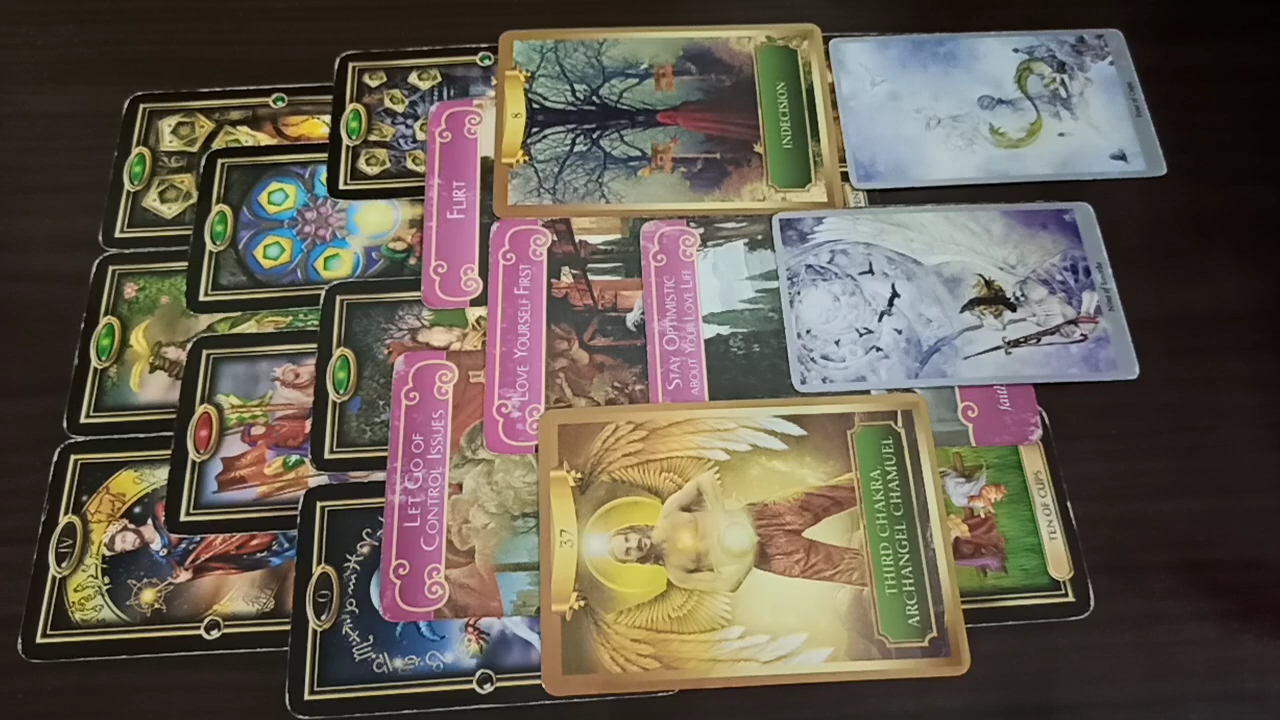 8
INDECISION
FLIRT
LOVE YOURSELF FIRST
STAY OPTIMISTIC
ABOUT YOUR LOVE LIFE
LET GO OF
CONTROL ISSUES
37
THIRD CHAKRA,
ARCHANGEL CHAMUEL
TEN OF CUPS
IV
0